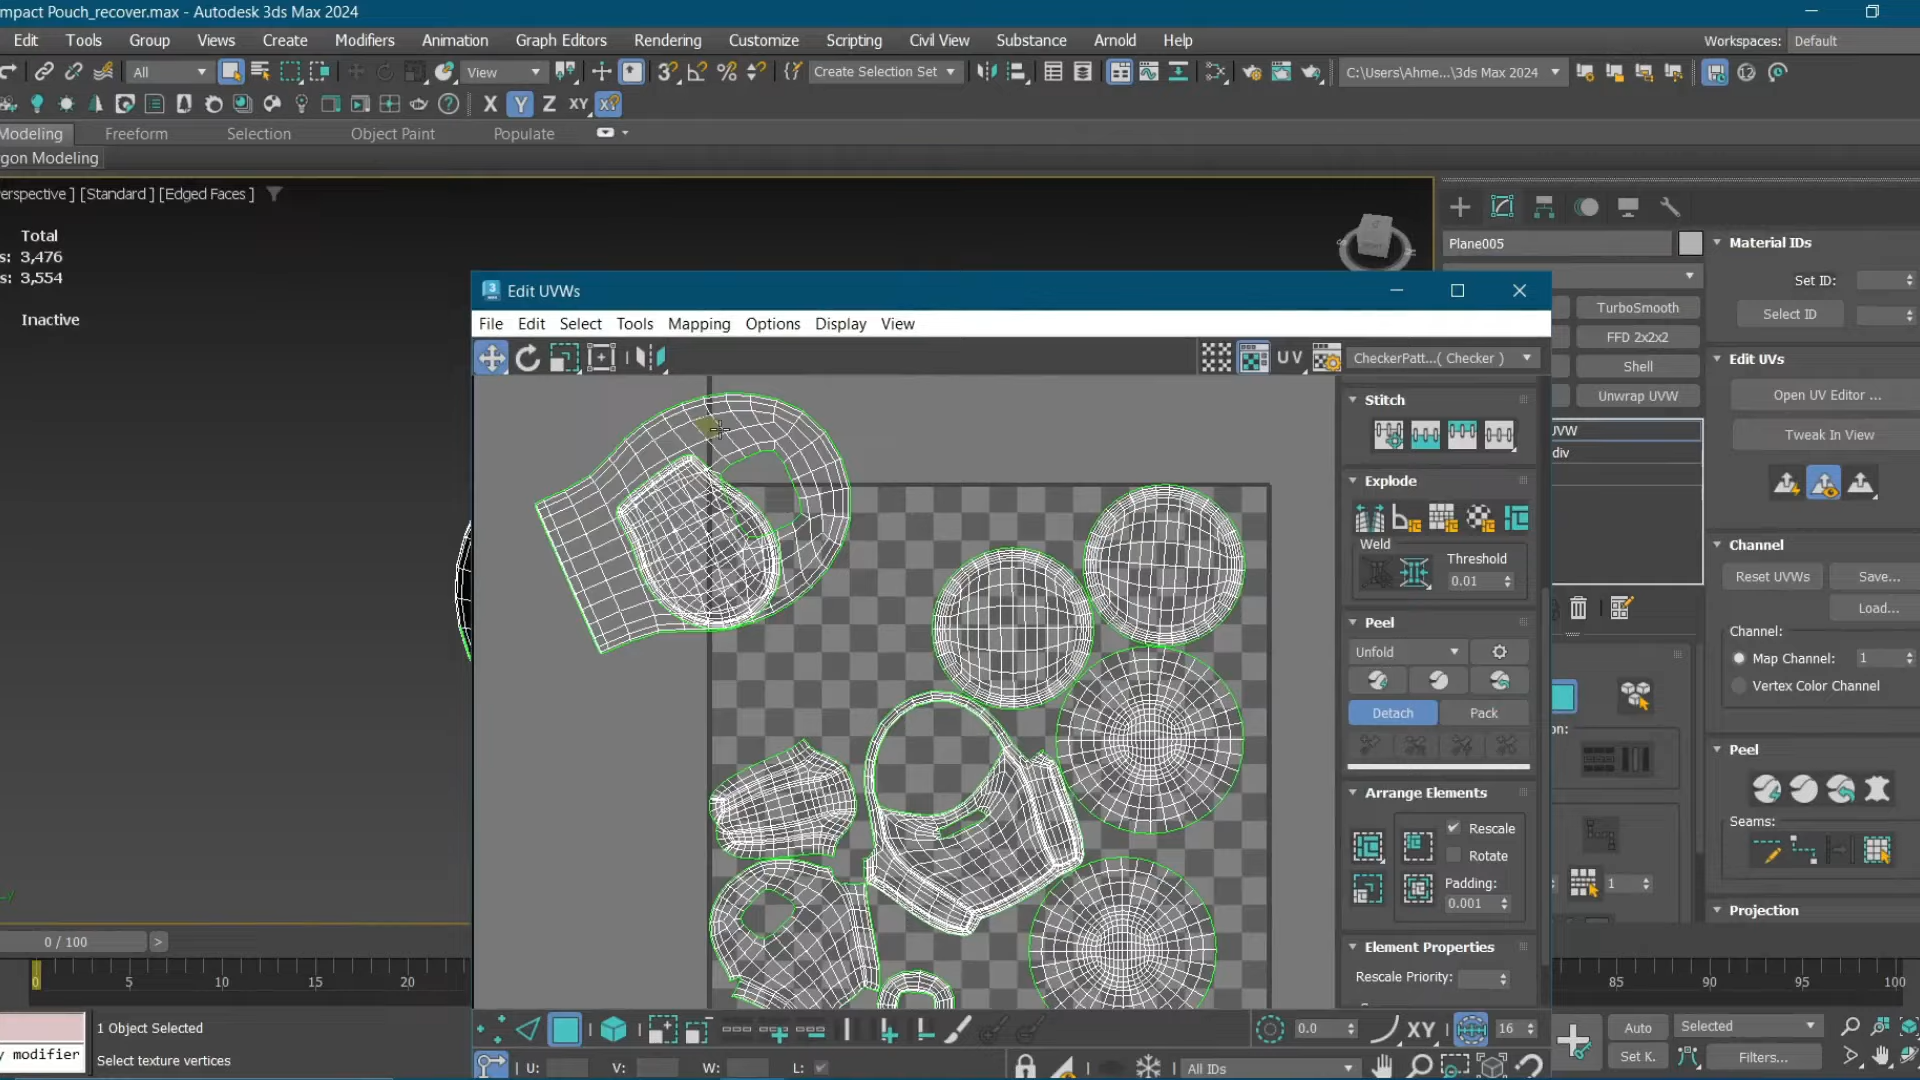 mpact Pouch_recover.max - Autodesk 3ds Max 2024
Edit Tools Group Views Create Modifiers Animation Graph Editors Rendering Customize Scripting Civil View Substance Arnold Help
Workspaces: Default
All View Create Selection Set C:\Users\Ahme...\3ds Max 2024
X Y Z XY
Modeling Freeform Selection Object Paint Populate
gon Modeling
erspective ] [Standard ] [Edged Faces ]
Total
s: 3,476
s: 3,554
Inactive
Edit UVWs
File Edit Select Tools Mapping Options Display View
UV CheckerPatt...( Checker )
Stitch
Explode
Weld
Threshold
0.01
Peel
Unfold
Detach Pack
Arrange Elements
Rescale
Rotate
Padding:
0.001
Element Properties
Rescale Priority:
0.0 XY 16
U: V: W: L: All IDs
Plane005
TurboSmooth
FFD 2x2x2
Shell
Unwrap UVW
UVW
div
on:
1
Material IDs
Set ID:
Select ID
Edit UVs
Open UV Editor ...
Tweak In View
Channel
Reset UVWs Save...
Load...
Channel:
Map Channel: 1
Vertex Color Channel
Peel
Seams:
Projection
0 / 100 >
0 5 10 15 20 85 90 95 100
1 Object Selected
y modifier
Select texture vertices
Auto Selected
Set K. Filters...